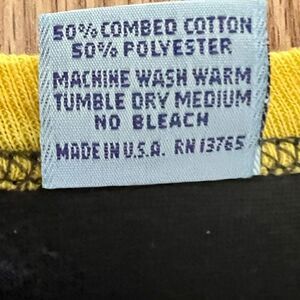 50% COMBED COTTON
50% POLYESTER
MACHINE WASH WARM
TUMBLE DRY MEDIUM
NO BLEACH
MADE IN U.S.A. RN 13765